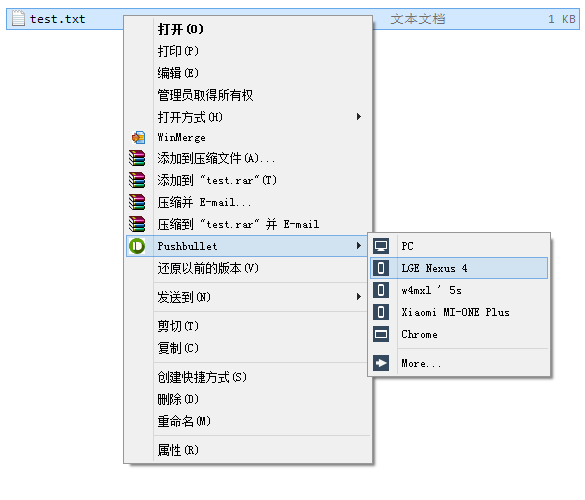 test.txt 文本文档 1 KB
打开(O)
打印(P)
编辑(E)
管理员取得所有权
打开方式(H)
WinMerge
添加到压缩文件(A)...
添加到 "test.rar"(T)
压缩并 E-mail...
压缩到 "test.rar" 并 E-mail
Pushbullet
还原以前的版本(V)
发送到(N)
剪切(T)
复制(C)
创建快捷方式(S)
删除(D)
重命名(M)
属性(R)
PC
LGE Nexus 4
w4mxl ' 5s
Xiaomi MI-ONE Plus
Chrome
More...